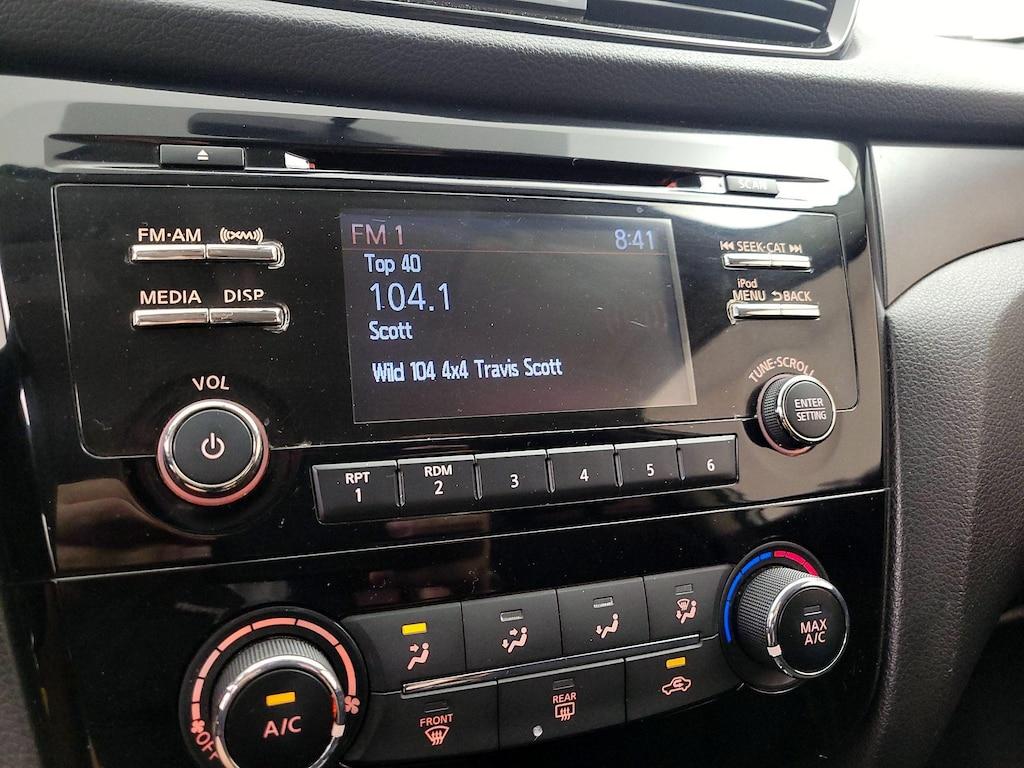 SCAN
FM·AM
((XM))
FM 1
8:41
SEEK·CAT
Top 40
iPod
MEDIA
DISP
104.1
MENU
BACK
Scott
Wild 104 4x4 Travis Scott
VOL
TUNE·SCROLL
ENTER
SETTING
RPT
1
RDM
2
3
4
5
6
MAX
A/C
A/C
OFF
FRONT
REAR